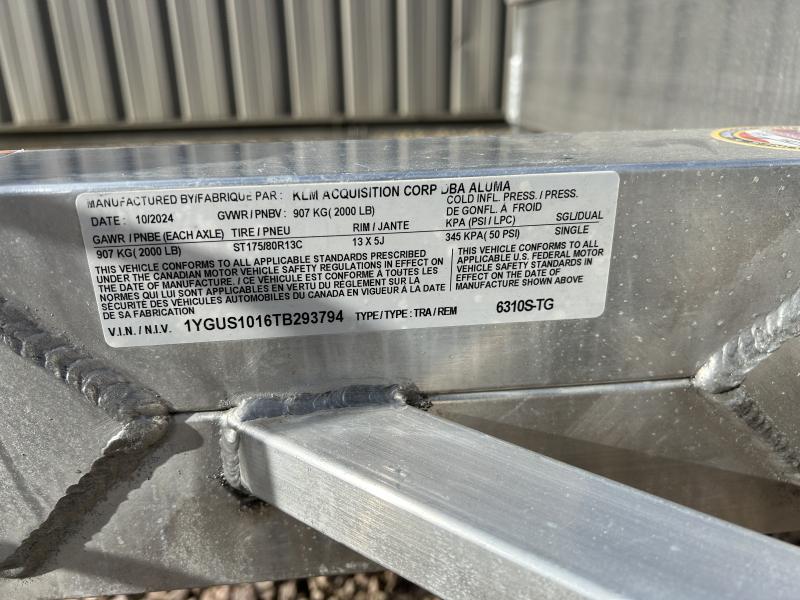 MANUFACTURED BY/FABRIQUE PAR : KLM ACQUISITION CORP DBA ALUMA
DATE : 10/2024 GVWR / PNBV : 907 KG( 2000 LB)
COLD INFL. PRESS. / PRESS.
DE GONFL. À FROID
GAWR / PNBE (EACH AXLE) TIRE / PNEU RIM / JANTE KPA (PSI / LPC) SGL/DUAL
907 KG( 2000 LB) ST175/80R13C 13 X 5J 345 KPA( 50 PSI) SINGLE
THIS VEHICLE CONFORMS TO ALL APPLICABLE STANDARDS PRESCRIBED
UNDER THE CANADIAN MOTOR VEHICLE SAFETY REGULATIONS IN EFFECT ON
THE DATE OF MANUFACTURE. / CE VÉHICULE EST CONFORME À TOUTES LES
NORMES QUI LUI SONT APPLICABLES EN VERTU DU RÈGLEMENT SUR LA
SÉCURITÉ DES VÉHICULES AUTOMOBILES DU CANADA EN VIGUEUR À LA DATE
DE SA FABRICATION
THIS VEHICLE CONFORMS TO ALL
APPLICABLE U.S. FEDERAL MOTOR
VEHICLE SAFETY STANDARDS IN
EFFECT ON THE DATE OF
MANUFACTURE SHOWN ABOVE
V.I.N. / N.I.V. 1YGUS1016TB293794 TYPE / TYPE : TRA / REM 6310S-TG